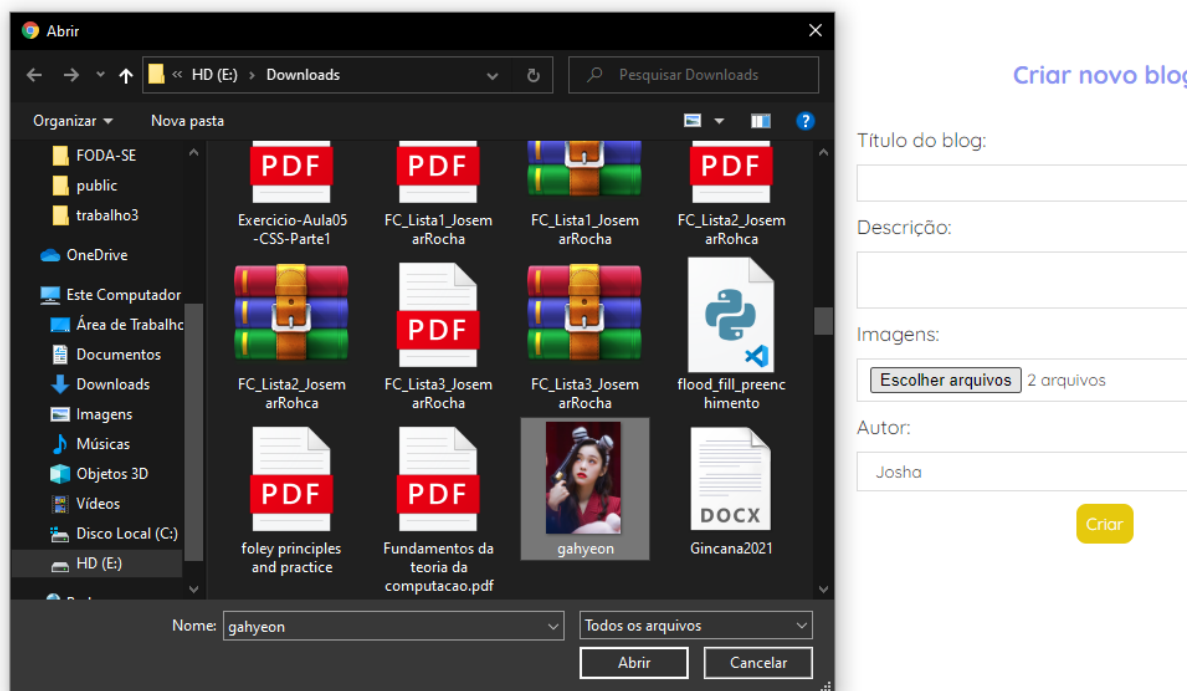 Abrir
HD (E:) Downloads
Pesquisar Downloads
Organizar
Nova pasta
FODA-SE
public
trabalho3
OneDrive
Este Computador
Área de Trabalho
Documentos
Downloads
Imagens
Músicas
Objetos 3D
Vídeos
Disco Local (C:)
HD (E:)
PDF
PDF
PDF
Exercicio-Aula05
-CSS-Parte1
FC_Lista1_Josem
arRocha
FC_Lista1_Josem
arRocha
FC_Lista2_Josem
arRohca
PDF
FC_Lista2_Josem
arRohca
FC_Lista3_Josem
arRocha
FC_Lista3_Josem
arRocha
flood_fill_preenc
himento
PDF
PDF
DOCX
foley principles
and practice
Fundamentos da
teoria da
computacao.pdf
gahyeon
Gincana2021
Nome: gahyeon
Todos os arquivos
Abrir
Cancelar
Criar novo blog
Título do blog:
Descrição:
Imagens:
Escolher arquivos 2 arquivos
Autor:
Josha
Criar